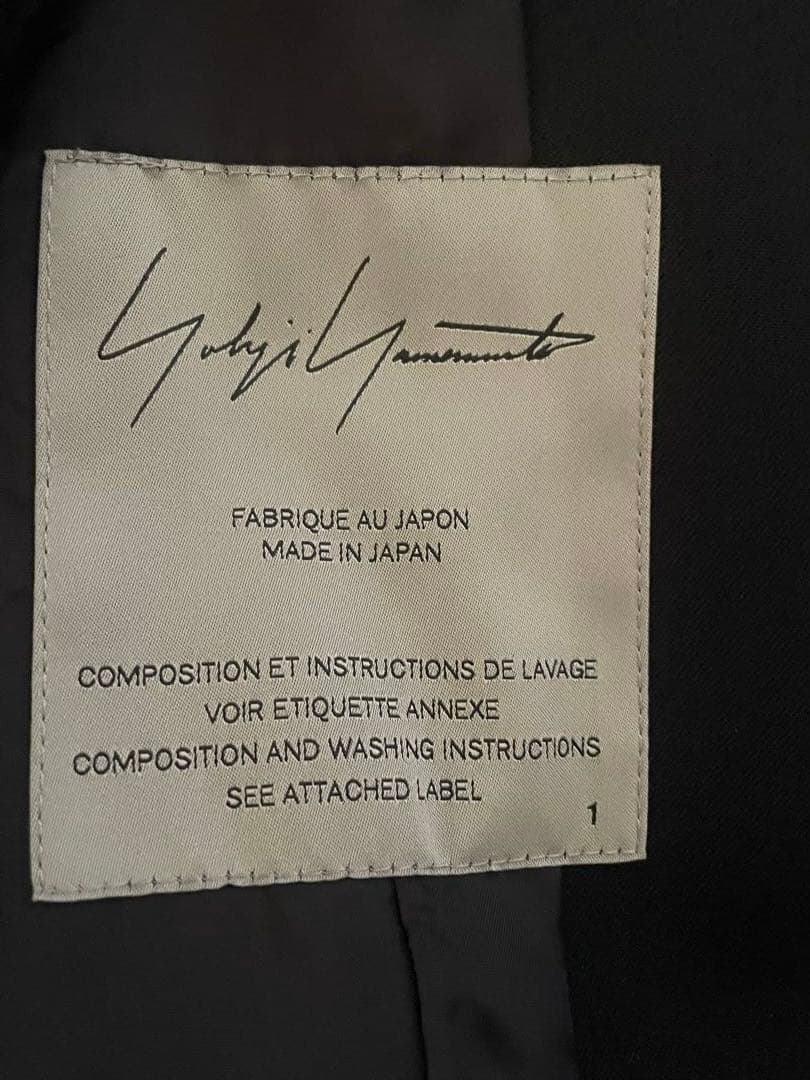 Yohji Yamamoto
FABRIQUE AU JAPON
MADE IN JAPAN
COMPOSITION ET INSTRUCTIONS DE LAVAGE
VOIR ETIQUETTE ANNEXE
COMPOSITION AND WASHING INSTRUCTIONS
SEE ATTACHED LABEL
1